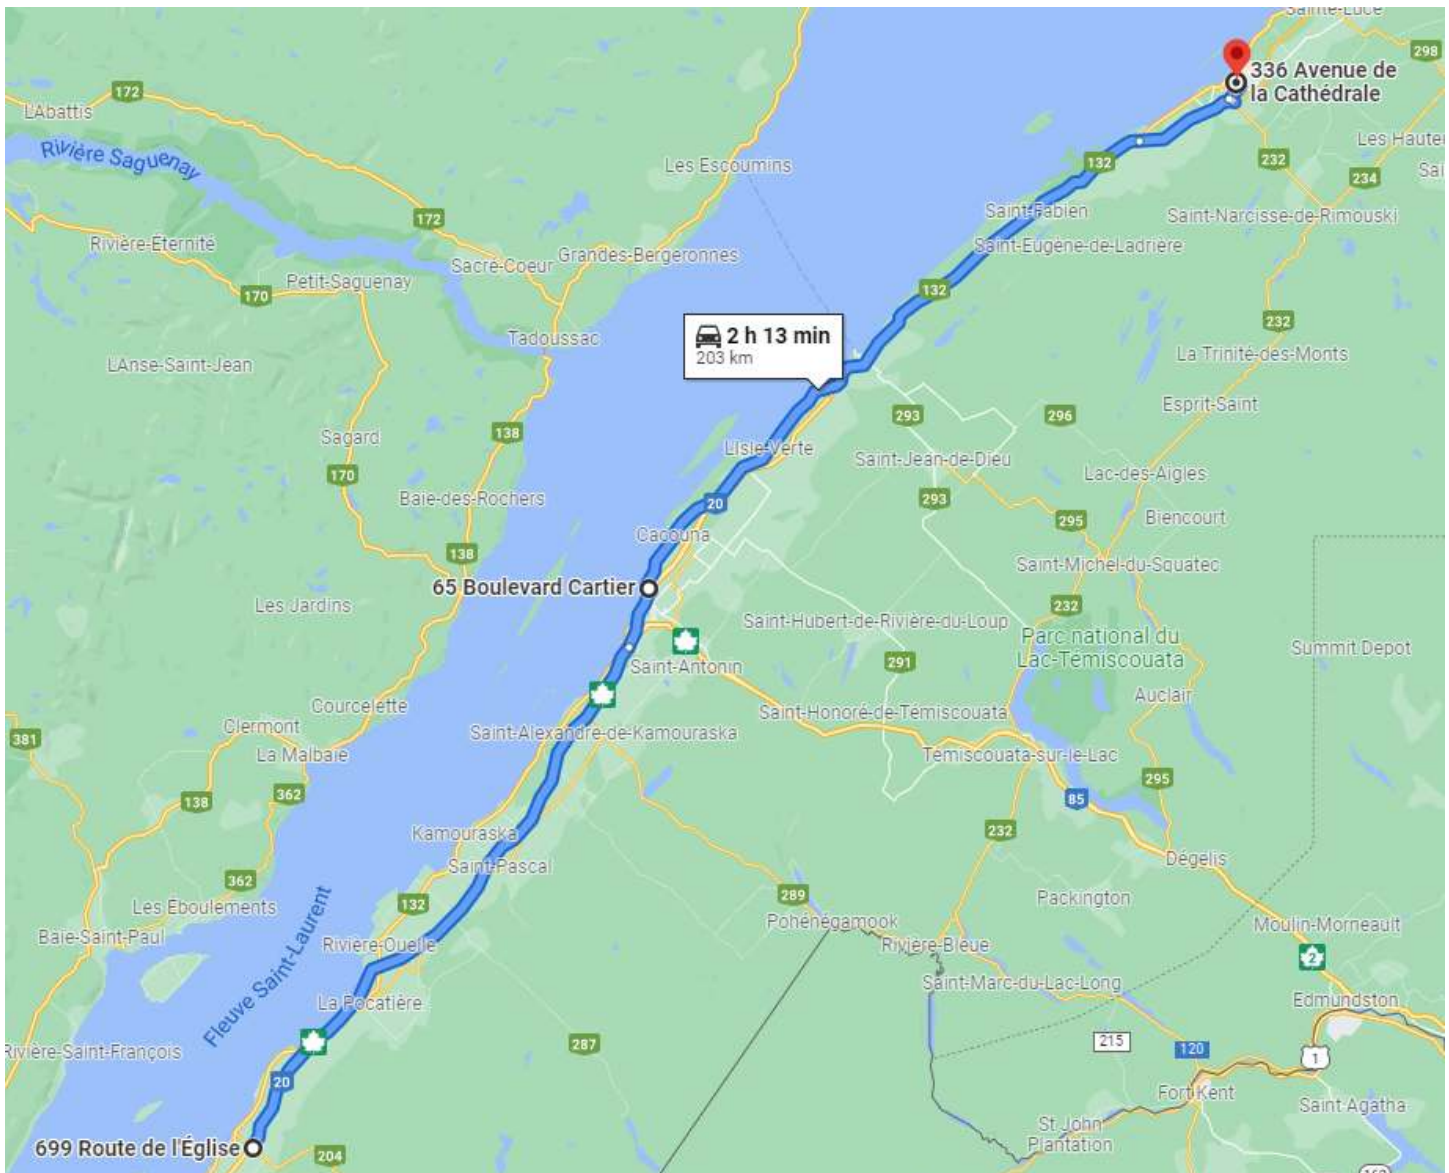 Sainte-Luce
298
172
336 Avenue de
la Cathédrale
L'Abattis
Rivière Saguenay
Les Escoumins
132
232
Les Hauteu
234
Sai
172
Saint-Fabien
Saint-Narcisse-de-Rimouski
Rivière-Éternité
Saint-Eugène-de-Ladrière
Grandes-Bergeronnes
Sacré-Coeur
Petit-Saguenay
170
132
232
2 h 13 min
203 km
Tadoussac
La Trinité-des-Monts
L'Anse-Saint-Jean
Esprit-Saint
293
296
138
Sagard
L'Isle-Verte
Saint-Jean-de-Dieu
170
Lac-des-Aigles
Baie-des-Rochers
293
20
295
Biencourt
Cacouna
138
Saint-Michel-du-Squatec
65 Boulevard Cartier
Les Jardins
232
Saint-Hubert-de-Rivière-du-Loup
Parc national du
Lac-Témiscouata
Summit Depot
291
Saint-Antonin
Auclair
Courcelette
Saint-Honoré-de-Témiscouata
Clermont
Saint-Alexandre-de-Kamouraska
381
La Malbaie
Témiscouata-sur-le-Lac
295
362
138
85
Kamouraska
232
Saint-Pascal
Dégelis
362
289
132
Packington
Les Éboulements
Pohénégamook
Moulin-Morneault
Baie-Saint-Paul
Rivière-Ouelle
Rivière-Bleue
2
Fleuve Saint-Laurent
Saint-Marc-du-Lac-Long
La Pocatière
Edmundston
Rivière-Saint-François
287
215
120
1
20
Fort Kent
Saint Agatha
St John
Plantation
699 Route de l'Église
204